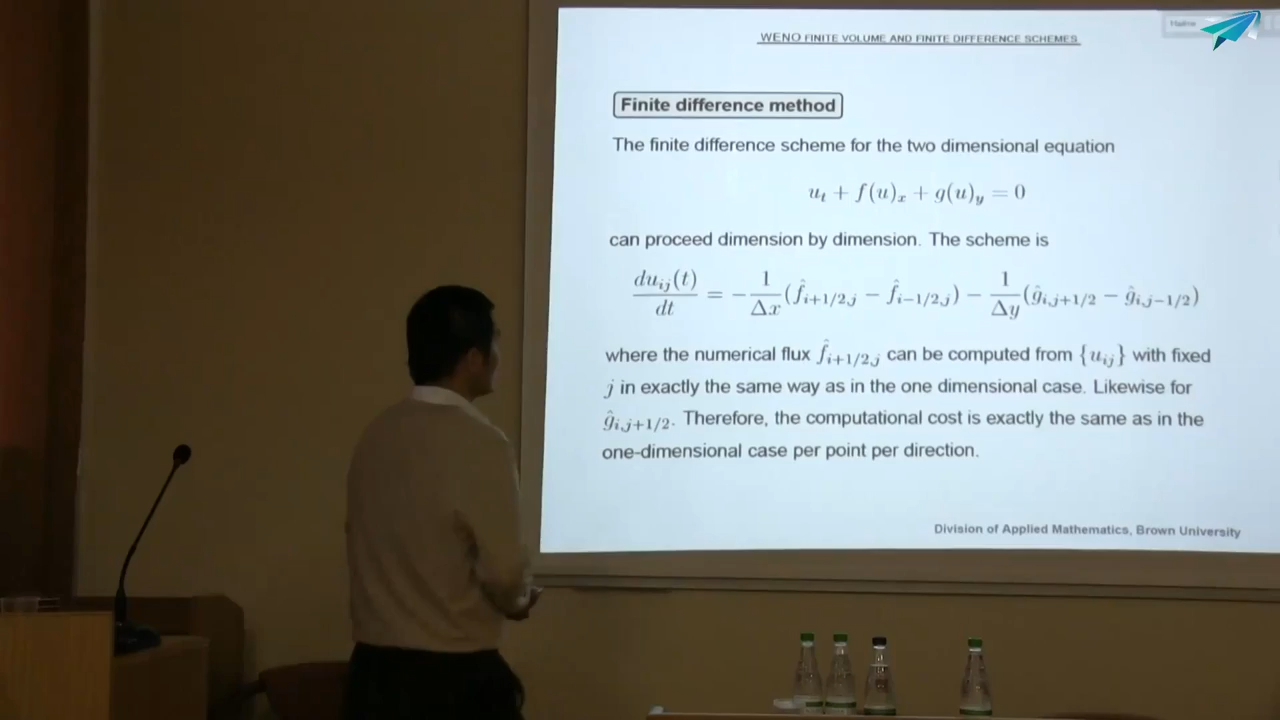 WENO FINITE VOLUME AND FINITE DIFFERENCE SCHEMES
Finite difference method
The finite difference scheme for the two dimensional equation
u_t + f(u)_x + g(u)_y = 0
can proceed dimension by dimension. The scheme is
du_{ij}(t)/dt = -1/Δx (f̂_{i+1/2,j} - f̂_{i-1/2,j}) - 1/Δy (ĝ_{i,j+1/2} - ĝ_{i,j-1/2})
where the numerical flux f̂_{i+1/2,j} can be computed from {u_{ij}} with fixed
j in exactly the same way as in the one dimensional case. Likewise for
ĝ_{i,j+1/2}. Therefore, the computational cost is exactly the same as in the
one-dimensional case per point per direction.
Division of Applied Mathematics, Brown University